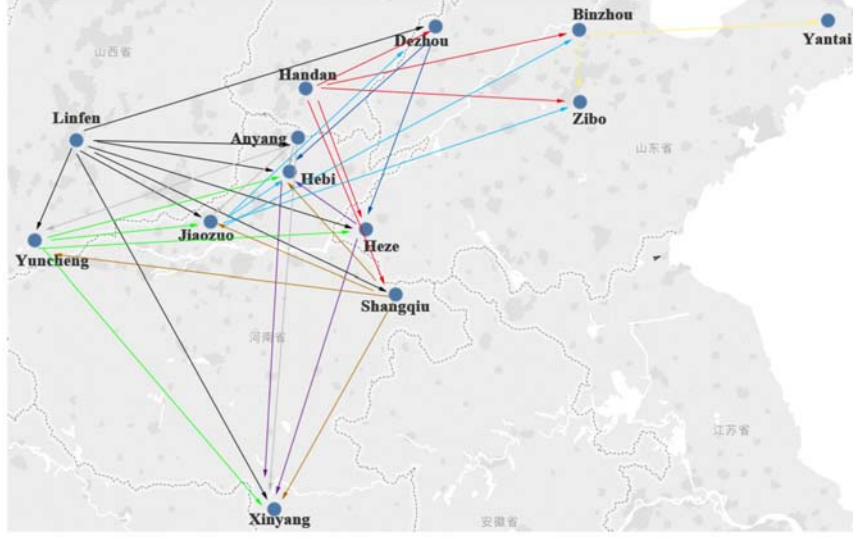 Binzhou
Yantai
Dezhou
山西省
Handan
Linfen
Zibo
Anyang
山东省
Hebi
Jiaozuo
Heze
Yuncheng
Shangqiu
河南省
江苏省
Xinyang
安徽省